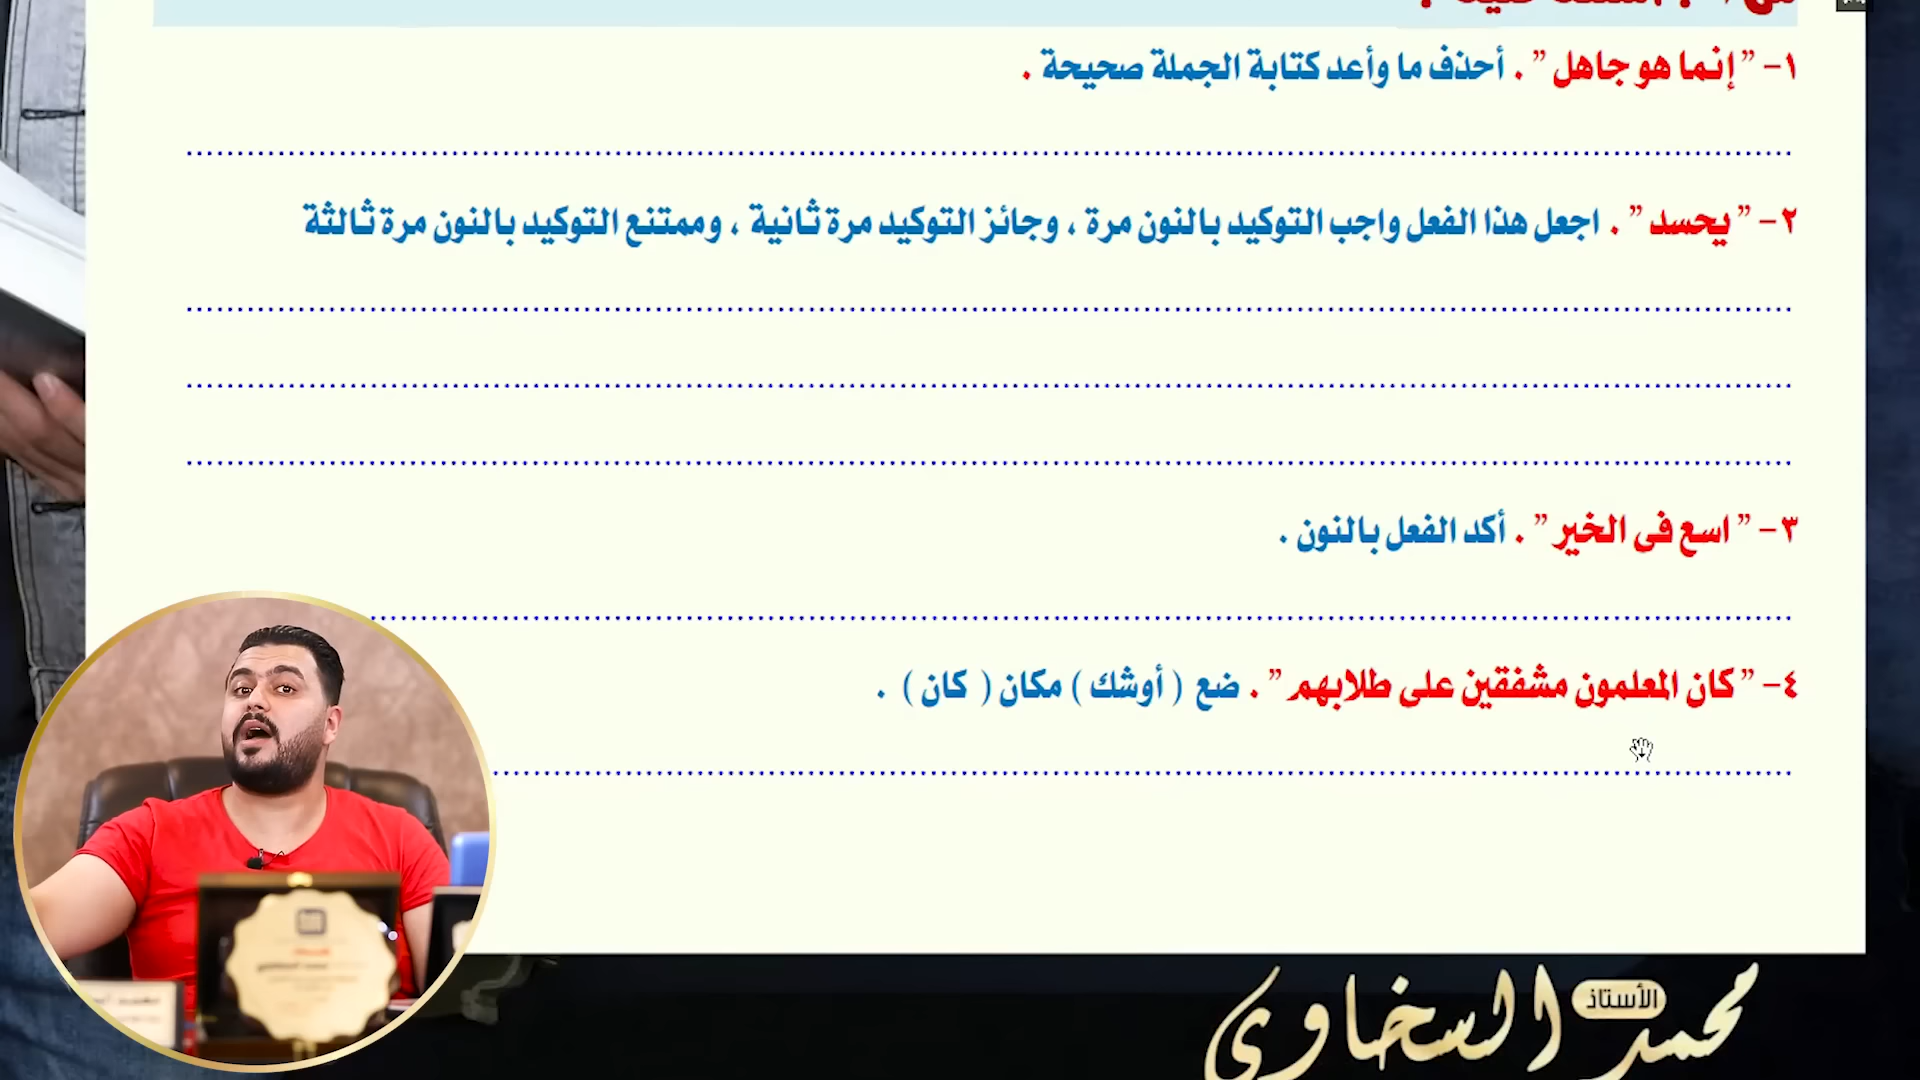 ١- " إنما هو جاهل " . أحذف ما وأعد كتابة الجملة صحيحة .
٢- " يحسد " . اجعل هذا الفعل واجب التوكيد بالنون مرة ، وجائز التوكيد مرة ثانية ، وممتنع التوكيد بالنون مرة ثالثة
٣- " اسع فى الخير " . أكد الفعل بالنون .
٤- " كان المعلمون مشفقين على طلابهم " . ضع ( أوشك ) مكان ( كان ) .
الأستاذ
محمد السخاوي